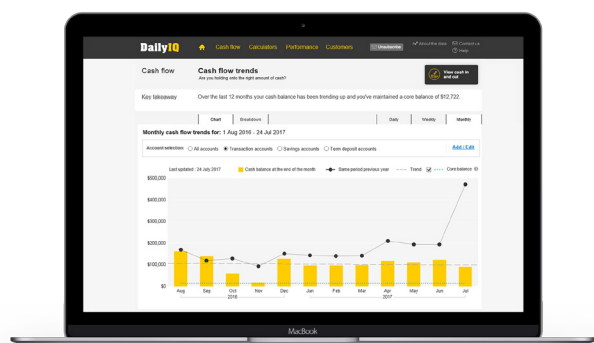 DailyIQ
Cash flow Calculators Performance Customers Unsubscribe About the data Contact us
Help
Cash flow Cash flow trends
Are you holding onto the right amount of cash?
View cash in and out
Key takeaway Over the last 12 months your cash balance has been trending up and you've maintained a core balance of $12,722
Chart Breakdown Daily Weekly Monthly
Monthly cash flow trends for: 1 Aug 2016 - 24 Jul 2017
Account selection: All accounts Transaction accounts Savings accounts Term deposit accounts Add | Edit
Last updated : 24 July 2017 Cash balance at the end of the month Same period previous year Trend Core balance
$500,000
$400,000
$300,000
$200,000
$100,000
$0
Aug Sep Oct Nov Dec Jan Feb Mar Apr May Jun Jul
2016 2017
MacBook